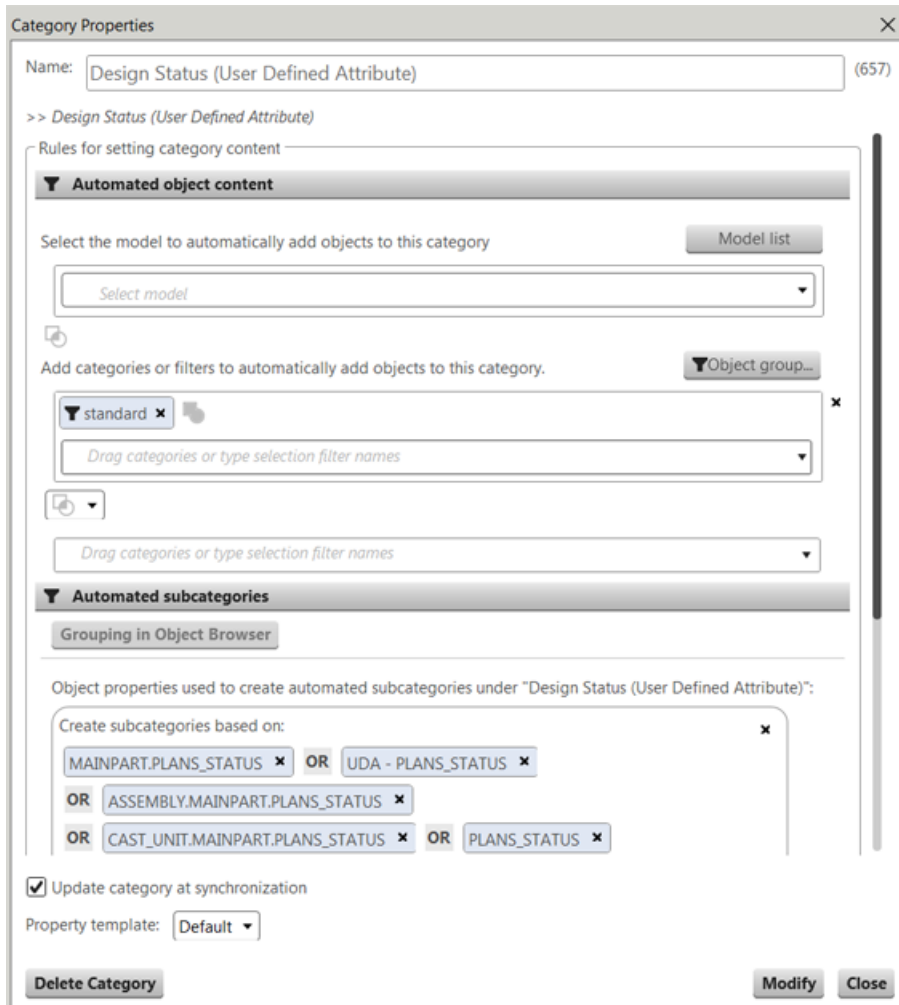 Category Properties
Name: Design Status (User Defined Attribute) (657)
>> Design Status (User Defined Attribute)
Rules for setting category content
Automated object content
Select the model to automatically add objects to this category Model list
Select model
Add categories or filters to automatically add objects to this category. Object group...
standard
Drag categories or type selection filter names
Drag categories or type selection filter names
Automated subcategories
Grouping in Object Browser
Object properties used to create automated subcategories under "Design Status (User Defined Attribute)":
Create subcategories based on:
MAINPART.PLANS_STATUS OR UDA - PLANS_STATUS
OR ASSEMBLY.MAINPART.PLANS_STATUS
OR CAST_UNIT.MAINPART.PLANS_STATUS OR PLANS_STATUS
Update category at synchronization
Property template: Default
Delete Category Modify Close